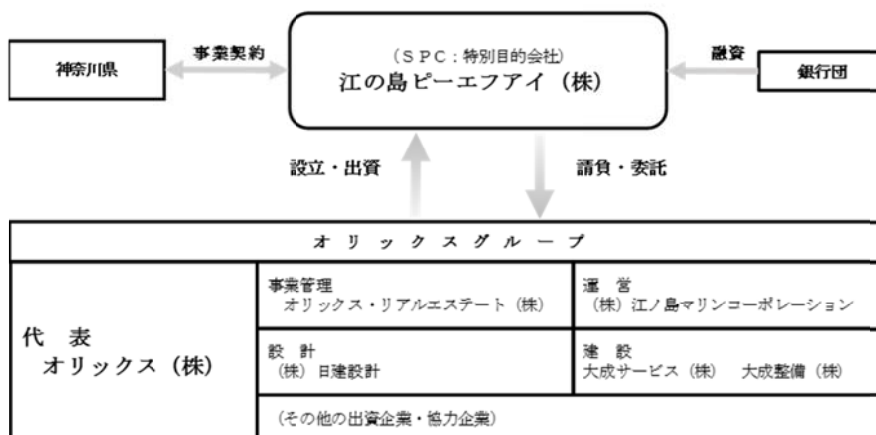 神奈川県
事業契約
(SPC:特別目的会社)
江の島ピーエフアイ(株)
融資
銀行団
設立・出資
請負・委託
オリックスグループ
代 表
オリックス(株)
事業管理
オリックス・リアルエステート(株)
運 営
(株)江ノ島マリンコーポレーション
設 計
(株)日建設計
建 設
大成サービス(株) 大成整備(株)
(その他の出資企業・協力企業)